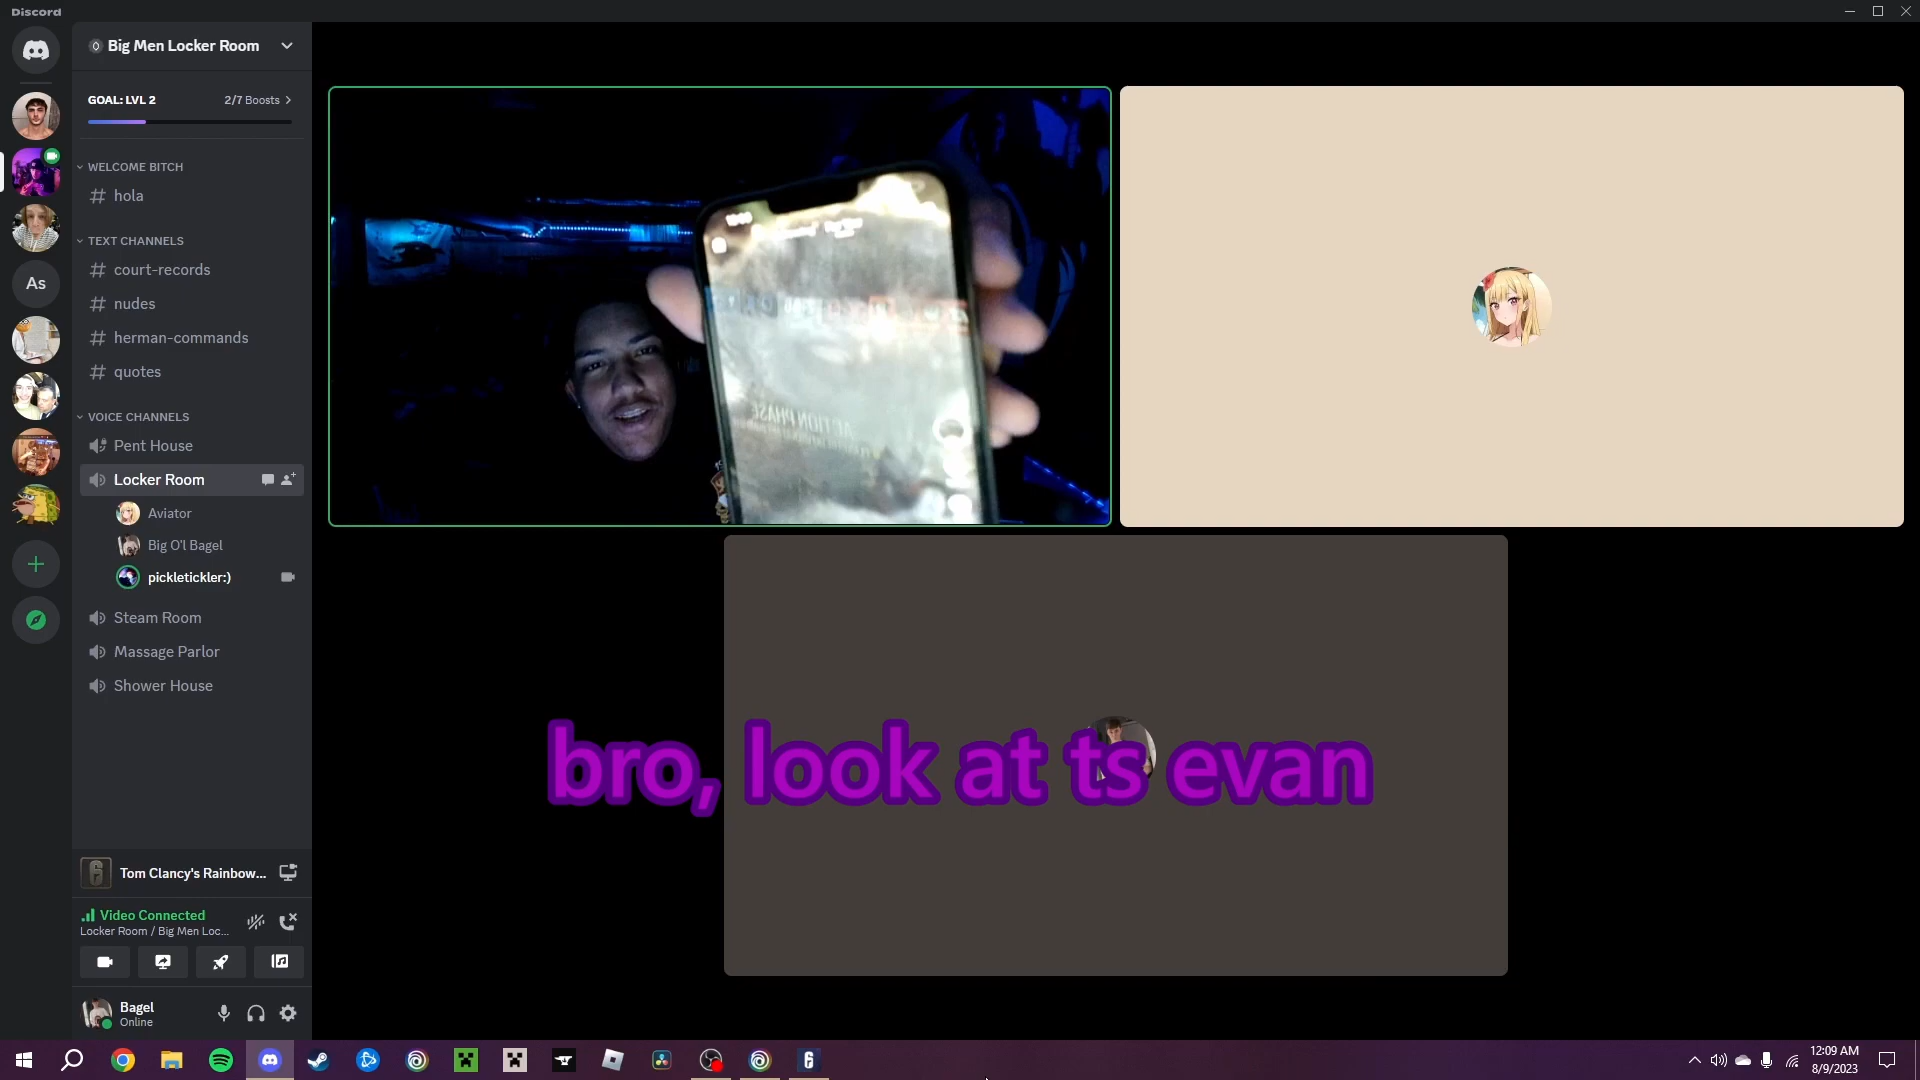 Discord
Big Men Locker Room
GOAL: LVL 2
2/7 Boosts
WELCOME BITCH
hola
TEXT CHANNELS
court-records
nudes
herman-commands
quotes
VOICE CHANNELS
Pent House
Locker Room
Aviator
Big O'l Bagel
pickletickler:)
Steam Room
Massage Parlor
Shower House
As
ACTION PHASE
bro, look at ts evan
Tom Clancy's Rainbow...
Video Connected
Locker Room / Big Men Loc...
Bagel
Online
12:09 AM
8/9/2023